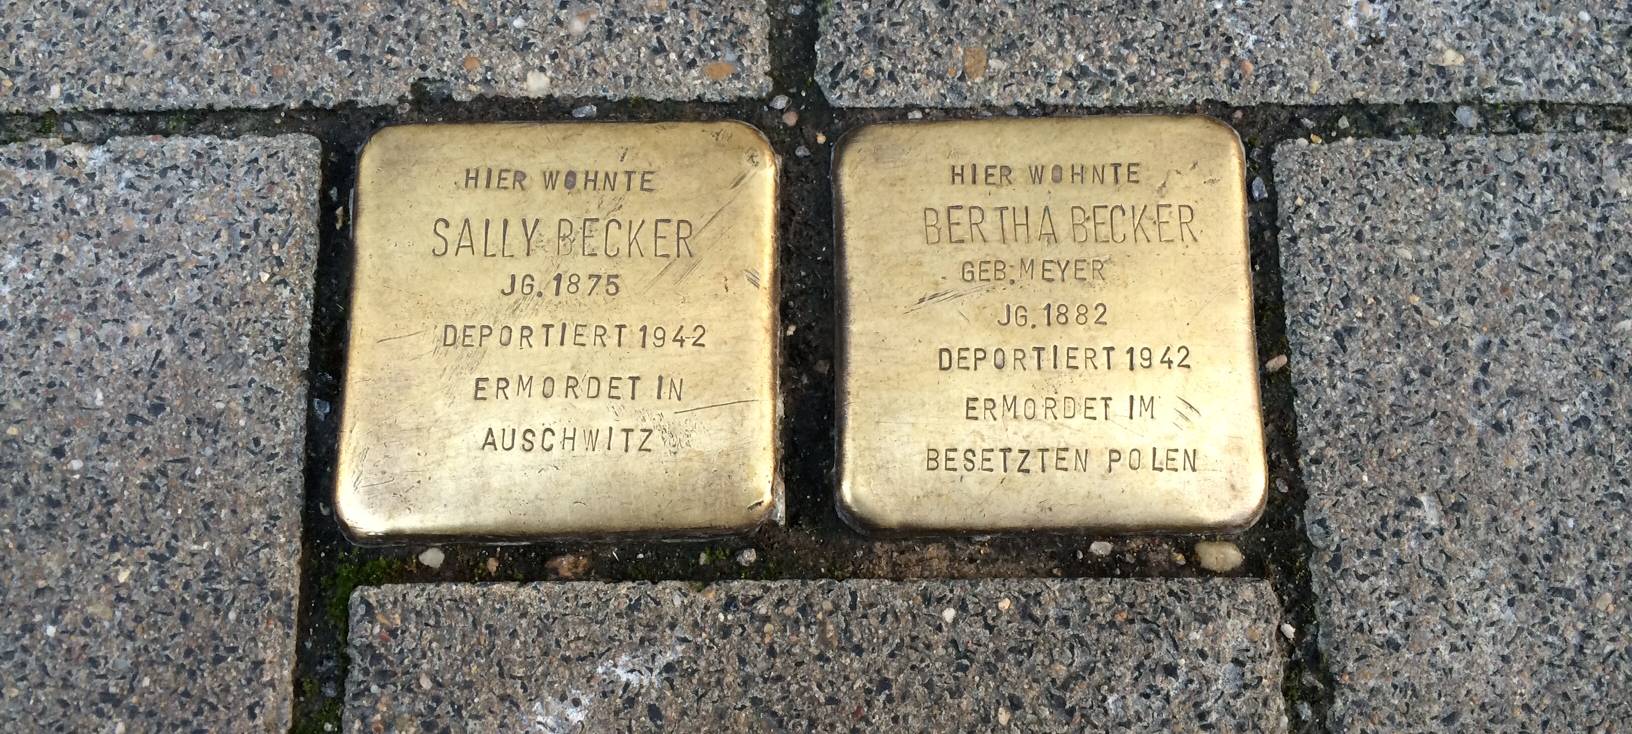 HIER WOHNTE
SALLY BECKER
JG. 1875
DEPORTIERT 1942
ERMORDET IN
AUSCHWITZ
HIER WOHNTE
BERTHA BECKER
GEB. MEYER
JG. 1882
DEPORTIERT 1942
ERMORDET IM
BESETZTEN POLEN